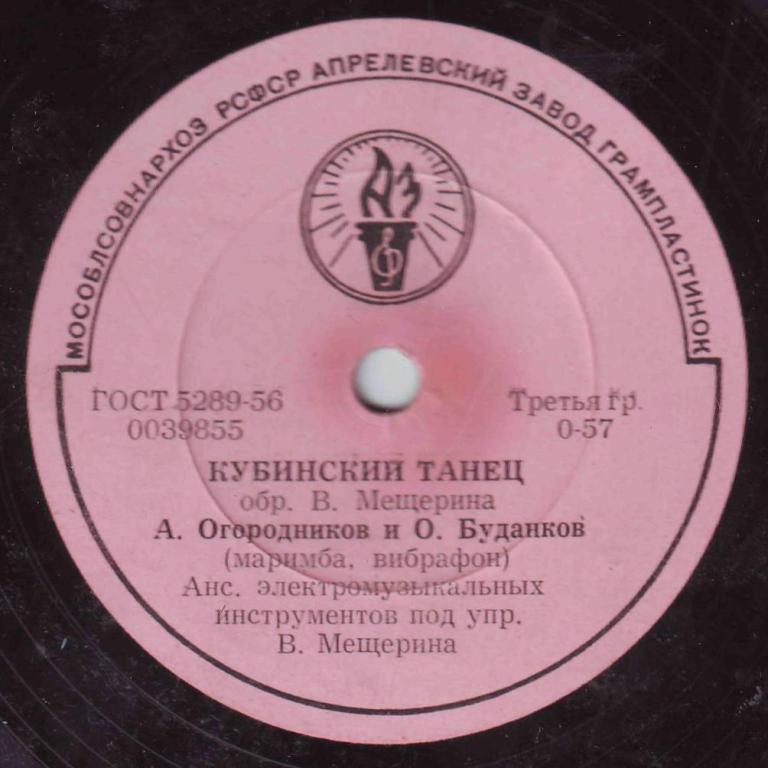 МОСОБЛСОВНАРХОЗ РСФСР АПРЕЛЕВСКИЙ ЗАВОД ГРАМПЛАСТИНОК
АЗ
ГОСТ 5289-56
0039855
Третья гр.
0-57
КУБИНСКИЙ ТАНЕЦ
обр. В. Мещерина
А. Огородников и О. Буданков
(маримба, вибрафон)
Анс. электромузыкальных
инструментов под упр.
В. Мещерина